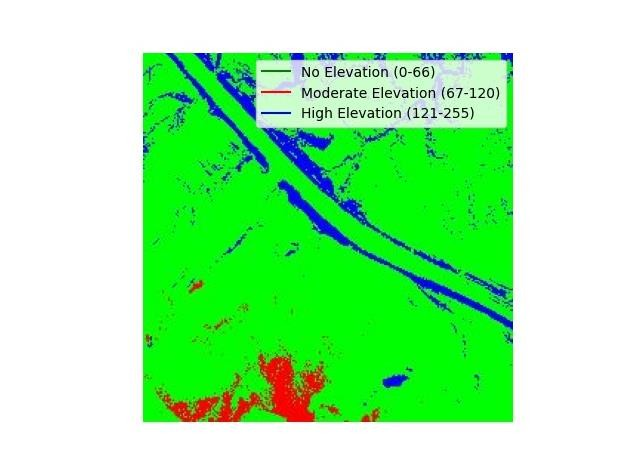 No Elevation (0-66)
Moderate Elevation (67-120)
High Elevation (121-255)